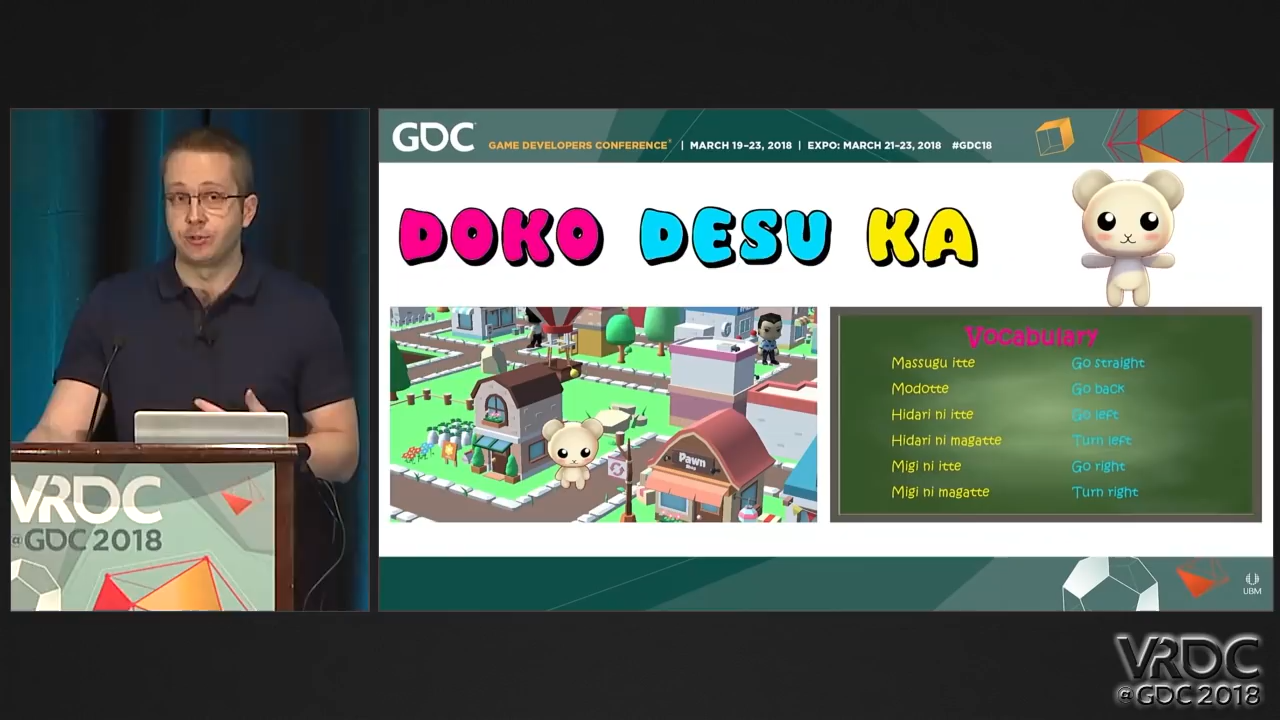 GDC
GAME DEVELOPERS CONFERENCE® | MARCH 19–23, 2018 | EXPO: MARCH 21–23, 2018 #GDC18
DOKO DESU KA
Pawn
Shop
Vocabulary
Massugu itte Go straight
Modotte Go back
Hidari ni itte Go left
Hidari ni magatte Turn left
Migi ni itte Go right
Migi ni magatte Turn right
VRDC
@GDC 2018
UBM
VRDC
@GDC 2018